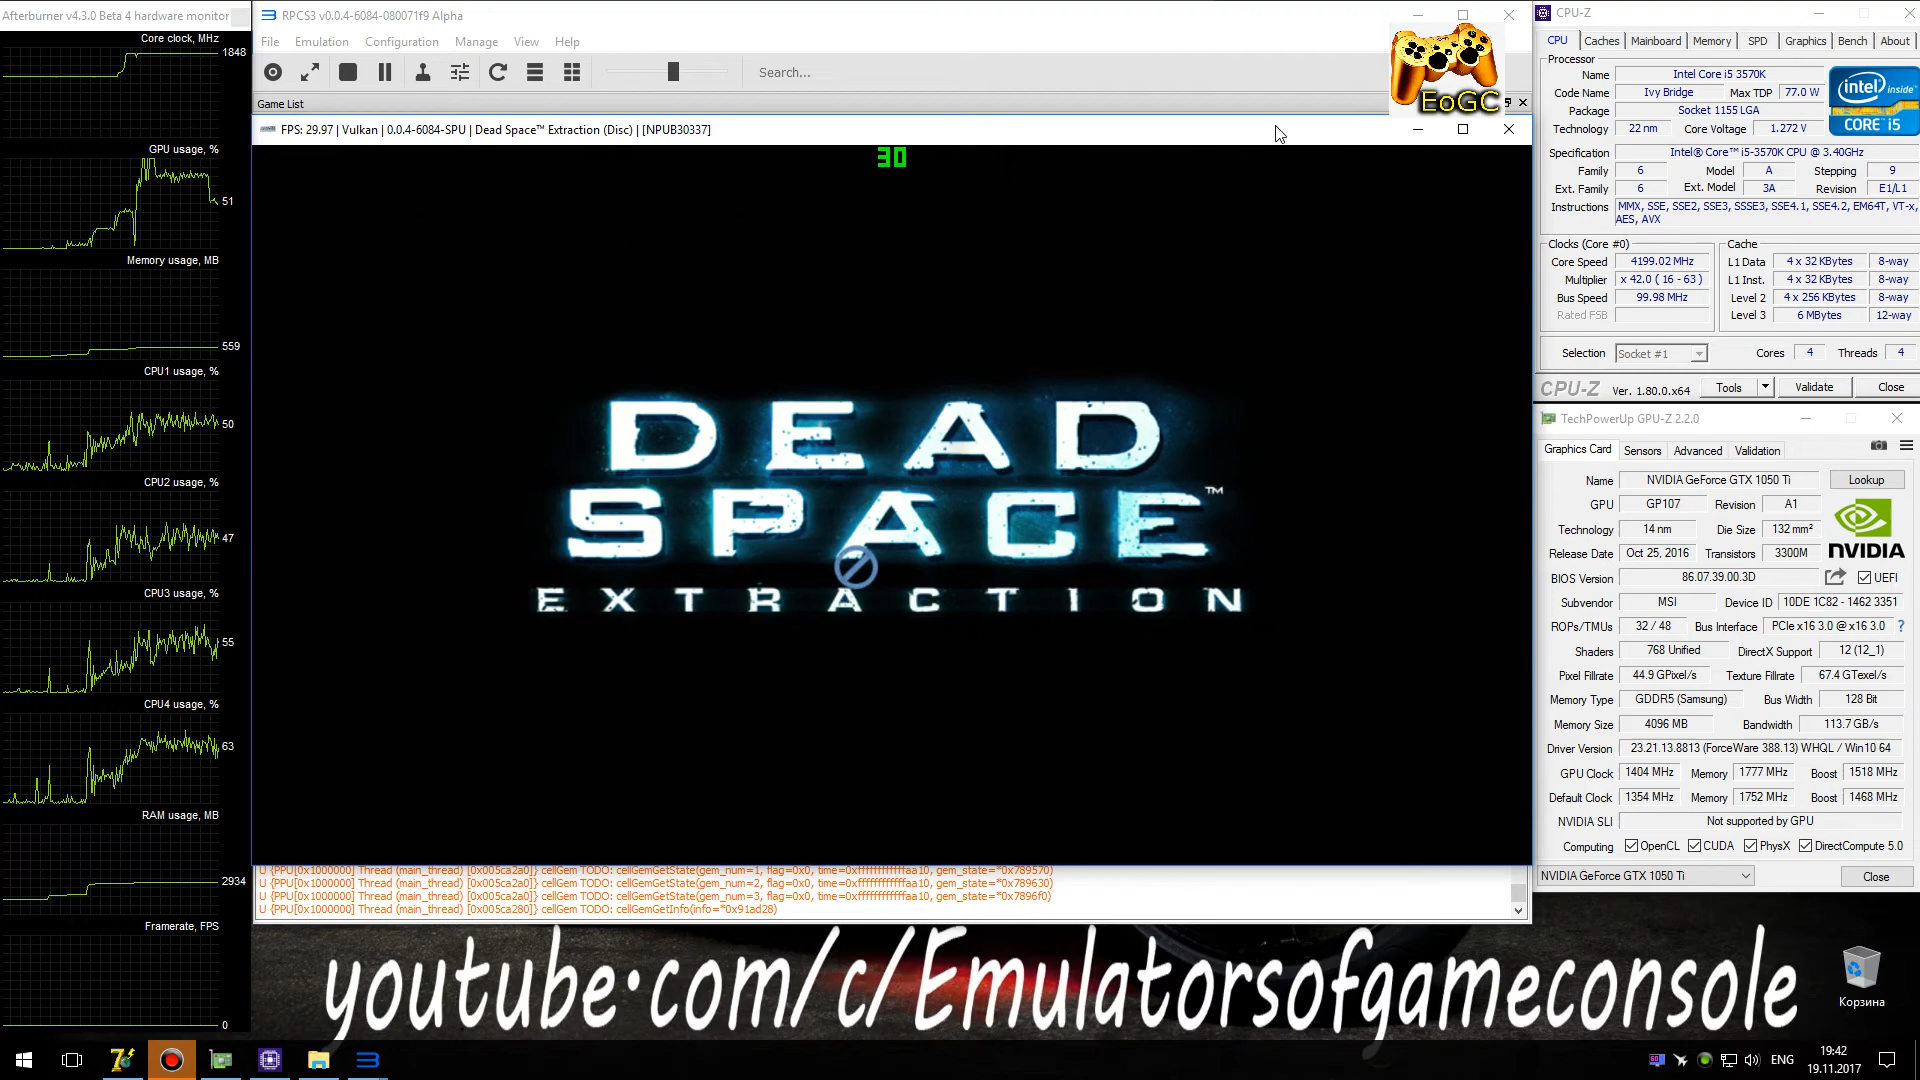 Afterburner v4.3.0 Beta 4 hardware monitor
Core clock, MHz
1848
GPU usage, %
51
Memory usage, MB
559
CPU1 usage, %
50
CPU2 usage, %
47
CPU3 usage, %
55
CPU4 usage, %
63
RAM usage, MB
2934
Framerate, FPS
0
RPCS3 v0.0.4-6084-080071f9 Alpha
File Emulation Configuration Manage View Help
Search...
EoGC
Game List
FPS: 29.97 | Vulkan | 0.0.4-6084-SPU | Dead Space™ Extraction (Disc) | [NPUB30337]
30
DEAD
SPACE™
EXTRACTION
U {PPU[0x1000000] Thread (main_thread) [0x005ca2a0]} cellGem TODO: cellGemGetState(gem_num=1, flag=0x0, time=0xffffffffffffaa10, gem_state=*0x789570)
U {PPU[0x1000000] Thread (main_thread) [0x005ca2a0]} cellGem TODO: cellGemGetState(gem_num=2, flag=0x0, time=0xffffffffffffaa10, gem_state=*0x789630)
U {PPU[0x1000000] Thread (main_thread) [0x005ca2a0]} cellGem TODO: cellGemGetState(gem_num=3, flag=0x0, time=0xffffffffffffaa10, gem_state=*0x7896f0)
U {PPU[0x1000000] Thread (main_thread) [0x005ca280]} cellGem TODO: cellGemGetInfo(info=*0x91ad28)
CPU-Z
CPU Caches Mainboard Memory SPD Graphics Bench About
Processor
Name Intel Core i5 3570K
Code Name Ivy Bridge Max TDP 77.0 W
Package Socket 1155 LGA
Technology 22 nm Core Voltage 1.272 V
intel inside™
CORE i5
Specification Intel® Core™ i5-3570K CPU @ 3.40GHz
Family 6 Model A Stepping 9
Ext. Family 6 Ext. Model 3A Revision E1/L1
Instructions MMX, SSE, SSE2, SSE3, SSSE3, SSE4.1, SSE4.2, EM64T, VT-x,
AES, AVX
Clocks (Core #0) Cache
Core Speed 4199.02 MHz L1 Data 4 x 32 KBytes 8-way
Multiplier x 42.0 ( 16 - 63 ) L1 Inst. 4 x 32 KBytes 8-way
Bus Speed 99.98 MHz Level 2 4 x 256 KBytes 8-way
Rated FSB Level 3 6 MBytes 12-way
Selection Socket #1 Cores 4 Threads 4
CPU-Z Ver. 1.80.0.x64 Tools Validate Close
TechPowerUp GPU-Z 2.2.0
Graphics Card Sensors Advanced Validation
Name NVIDIA GeForce GTX 1050 Ti Lookup
GPU GP107 Revision A1
Technology 14 nm Die Size 132 mm²
Release Date Oct 25, 2016 Transistors 3300M
NVIDIA
BIOS Version 86.07.39.00.3D UEFI
Subvendor MSI Device ID 10DE 1C82 - 1462 3351
ROPs/TMUs 32 / 48 Bus Interface PCIe x16 3.0 @ x16 3.0 ?
Shaders 768 Unified DirectX Support 12 (12_1)
Pixel Fillrate 44.9 GPixel/s Texture Fillrate 67.4 GTexel/s
Memory Type GDDR5 (Samsung) Bus Width 128 Bit
Memory Size 4096 MB Bandwidth 113.7 GB/s
Driver Version 23.21.13.8813 (ForceWare 388.13) WHQL / Win10 64
GPU Clock 1404 MHz Memory 1777 MHz Boost 1518 MHz
Default Clock 1354 MHz Memory 1752 MHz Boost 1468 MHz
NVIDIA SLI Not supported by GPU
Computing OpenCL CUDA PhysX DirectCompute 5.0
NVIDIA GeForce GTX 1050 Ti Close
youtube.com/c/Emulatorsofgameconsole
Корзина
ENG
19:42
19.11.2017